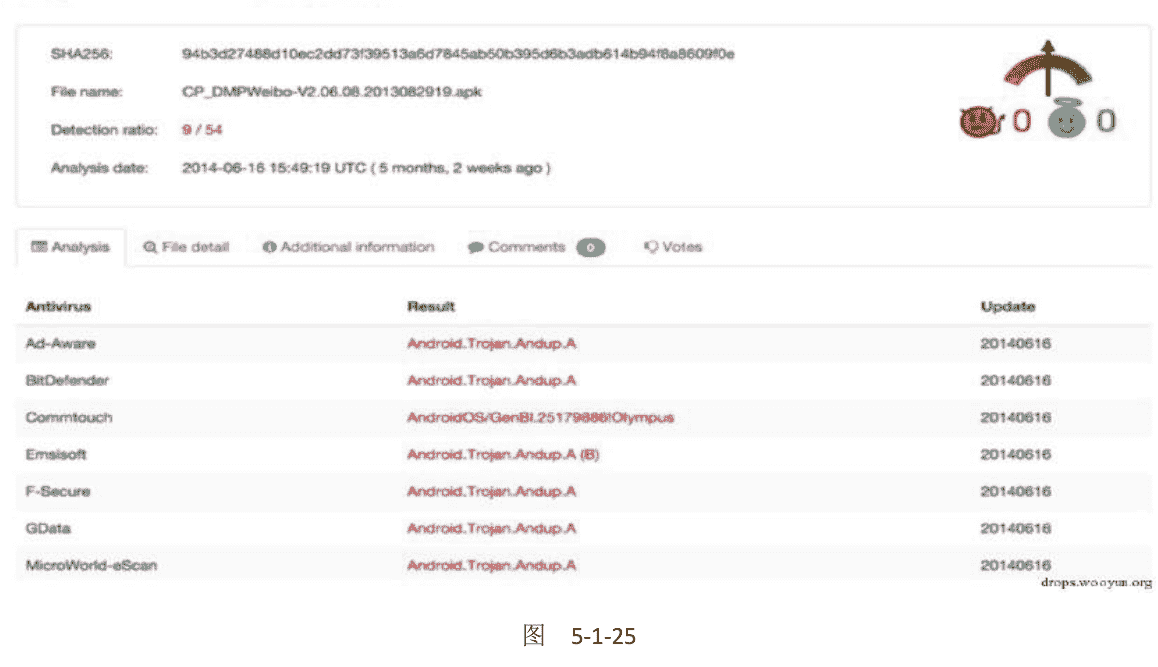 SHA256: 94b3d27488d10ec2dd73f39513a6d7845ab50b395d6b3adb614b94f8a8609f0e
File name: CP_DMPWeibo-V2.06.08.2013082919.apk
Detection ratio: 9 / 54
0 0
Analysis date: 2014-06-16 15:49:19 UTC ( 5 months, 2 weeks ago )
Analysis File detail Additional information Comments 0 Votes
Antivirus Result Update
Ad-Aware Android.Trojan.Andup.A 20140616
BitDefender Android.Trojan.Andup.A 20140616
Commtouch AndroidOS/GenBl.25179886!Olympus 20140616
Emsisoft Android.Trojan.Andup.A (B) 20140616
F-Secure Android.Trojan.Andup.A 20140616
GData Android.Trojan.Andup.A 20140616
MicroWorld-eScan Android.Trojan.Andup.A 20140616
drops.wooyun.org
图 5-1-25